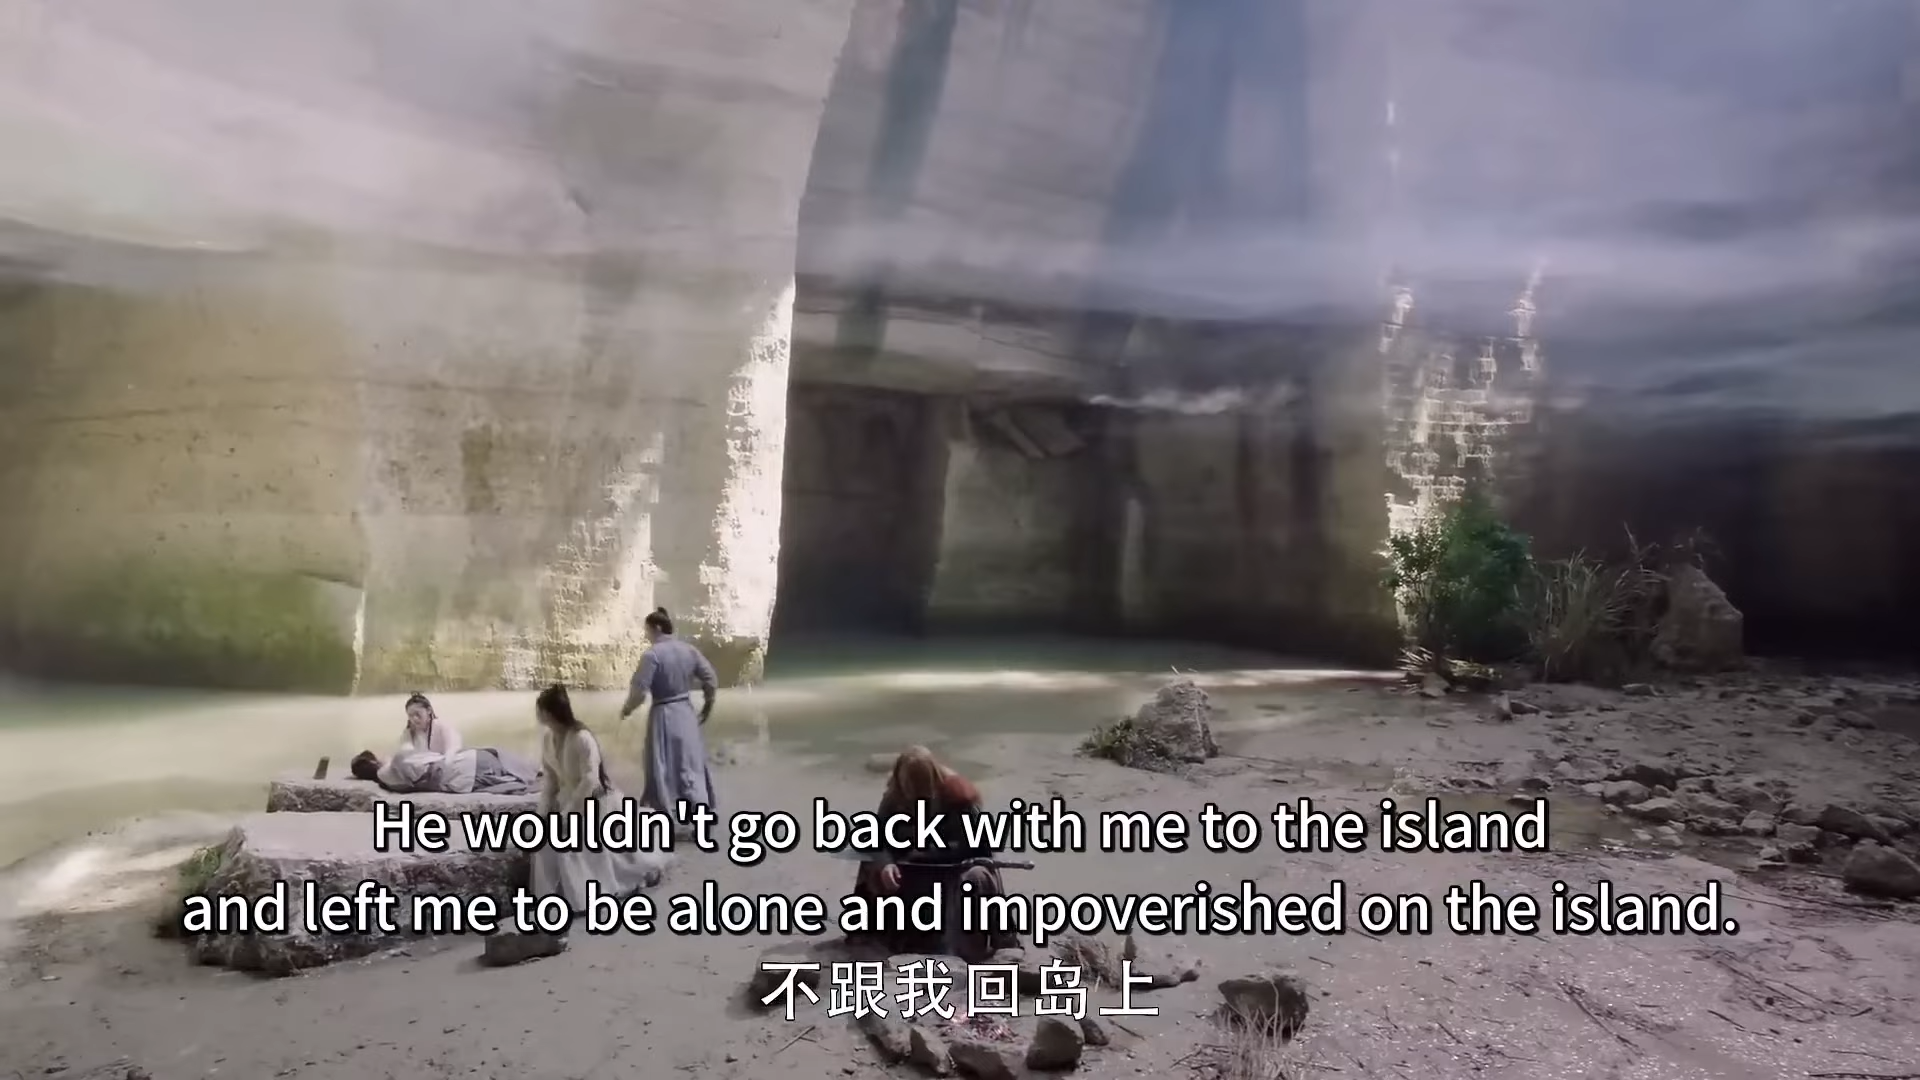 He wouldn't go back with me to the island
and left me to be alone and impoverished on the island.
不跟我回岛上